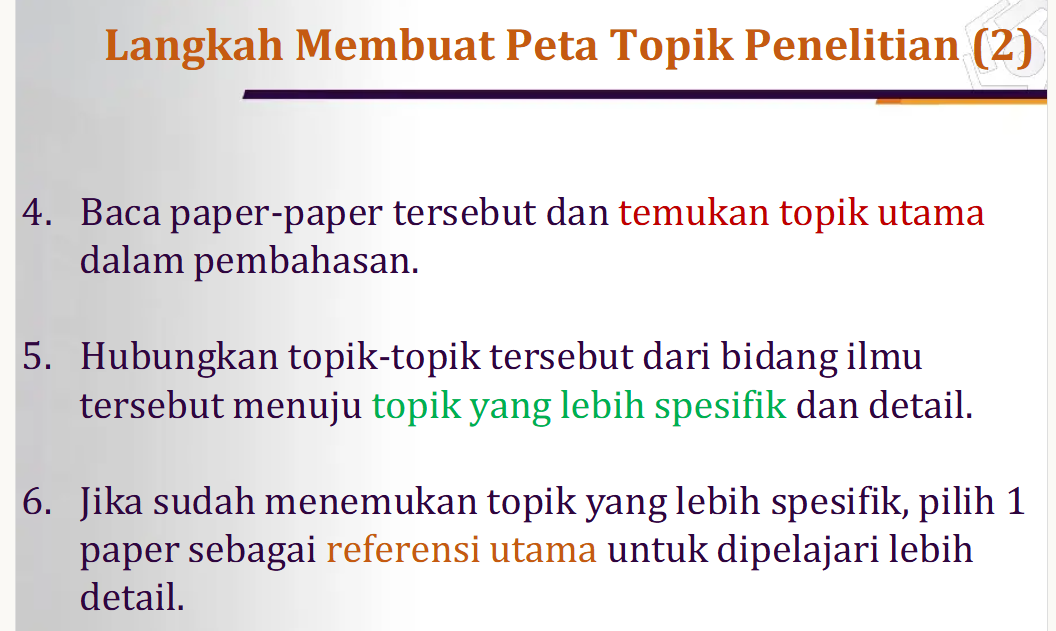 Langkah Membuat Peta Topik Penelitian (2)
4. Baca paper-paper tersebut dan temukan topik utama
dalam pembahasan.
5. Hubungkan topik-topik tersebut dari bidang ilmu
tersebut menuju topik yang lebih spesifik dan detail.
6. Jika sudah menemukan topik yang lebih spesifik, pilih 1
paper sebagai referensi utama untuk dipelajari lebih
detail.